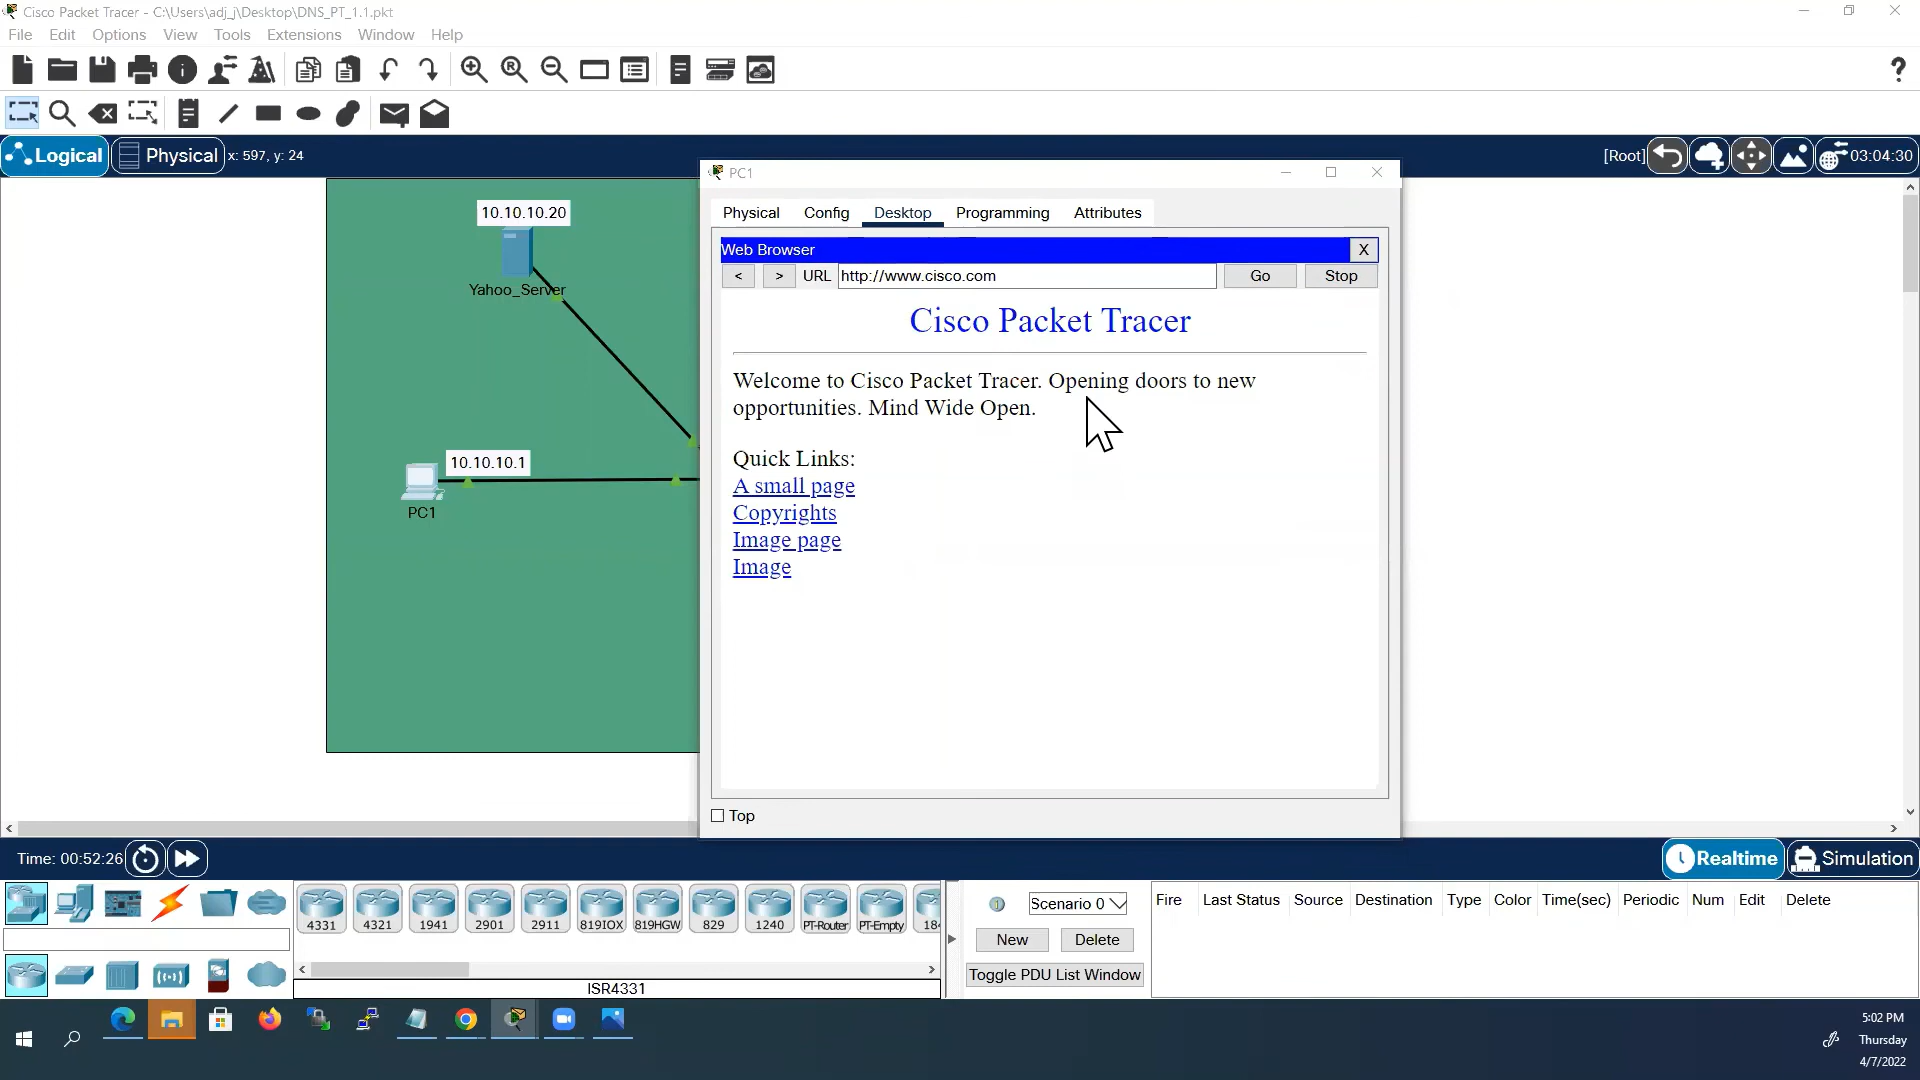 Cisco Packet Tracer - C:\Users\adj_j\Desktop\DNS_PT_1.1.pkt
File Edit Options View Tools Extensions Window Help
Logical Physical x: 597, y: 24 [Root] 03:04:30
PC1
Physical Config Desktop Programming Attributes
Web Browser X
< > URL http://www.cisco.com Go Stop
Cisco Packet Tracer
Welcome to Cisco Packet Tracer. Opening doors to new
opportunities. Mind Wide Open.
Quick Links:
A small page
Copyrights
Image page
Image
Top
10.10.10.20
Yahoo_Server
10.10.10.1
PC1
Time: 00:52:26 Realtime Simulation
4331 4321 1941 2901 2911 819IOX 819HGW 829 1240 PT-Router PT-Empty
ISR4331
Scenario 0
New Delete
Toggle PDU List Window
Fire Last Status Source Destination Type Color Time(sec) Periodic Num Edit Delete
5:02 PM
Thursday
4/7/2022